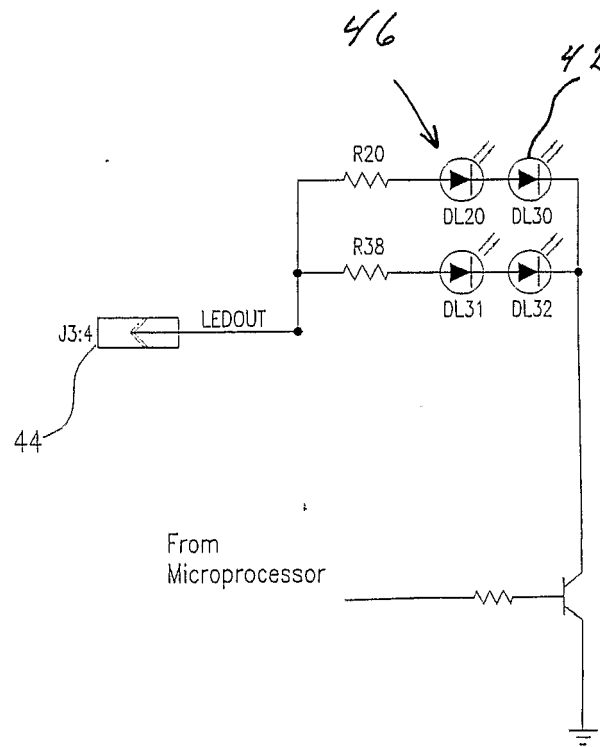 46
42
R20
DL20 DL30
R38
DL31 DL32
LEDOUT
J3:4
44
From
Microprocessor